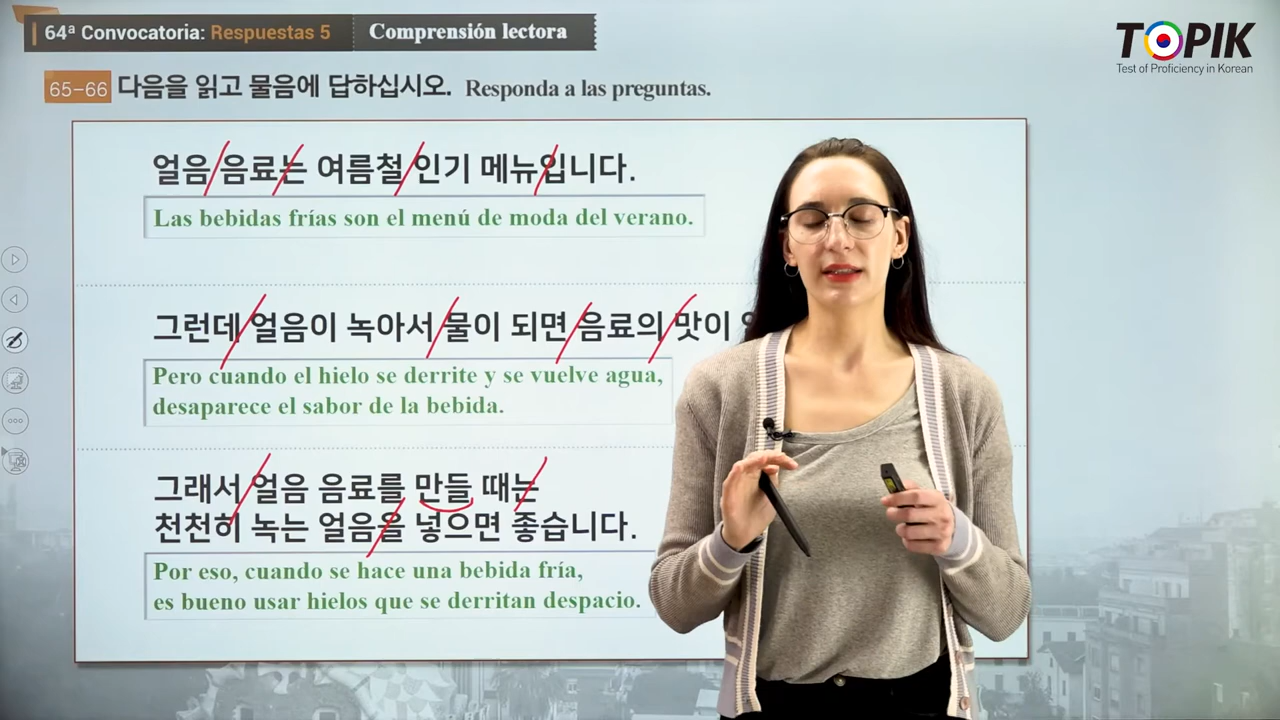 64ª Convocatoria: Respuestas 5 Comprensión lectora
TOPIK
Test of Proficiency in Korean
65-66 다음을 읽고 물음에 답하십시오. Responda a las preguntas.
얼음 음료는 여름철 인기 메뉴입니다.
Las bebidas frías son el menú de moda del verano.
그런데 얼음이 녹아서 물이 되면 음료의 맛이
Pero cuando el hielo se derrite y se vuelve agua,
desaparece el sabor de la bebida.
그래서 얼음 음료를 만들 때는
천천히 녹는 얼음을 넣으면 좋습니다.
Por eso, cuando se hace una bebida fría,
es bueno usar hielos que se derritan despacio.